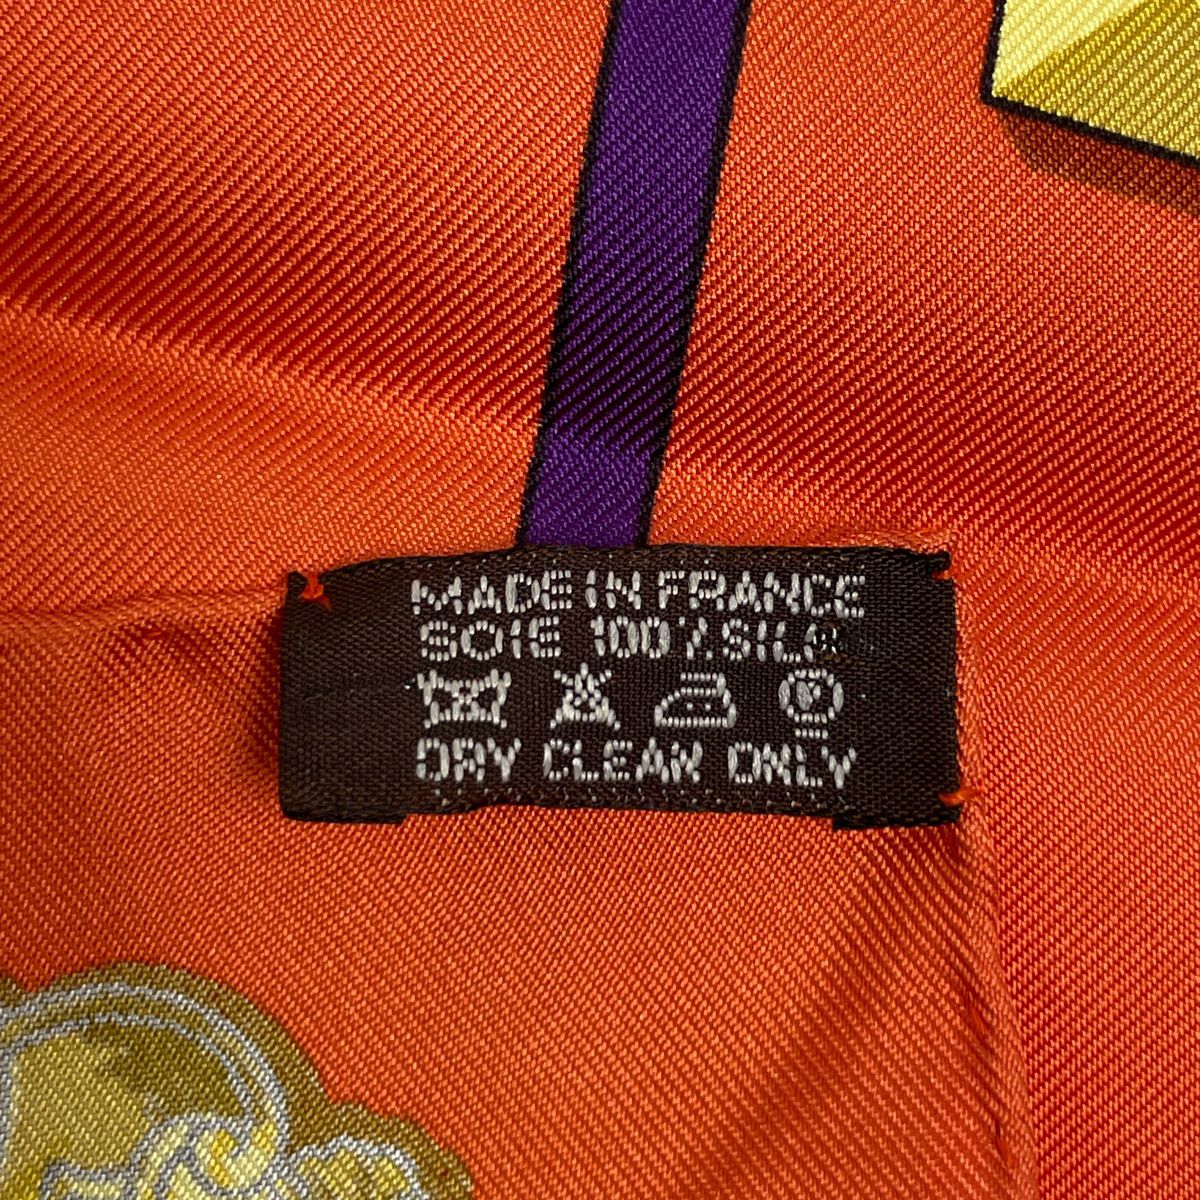 MADE IN FRANCE
SOIE 100% SILK
DRY CLEAN ONLY